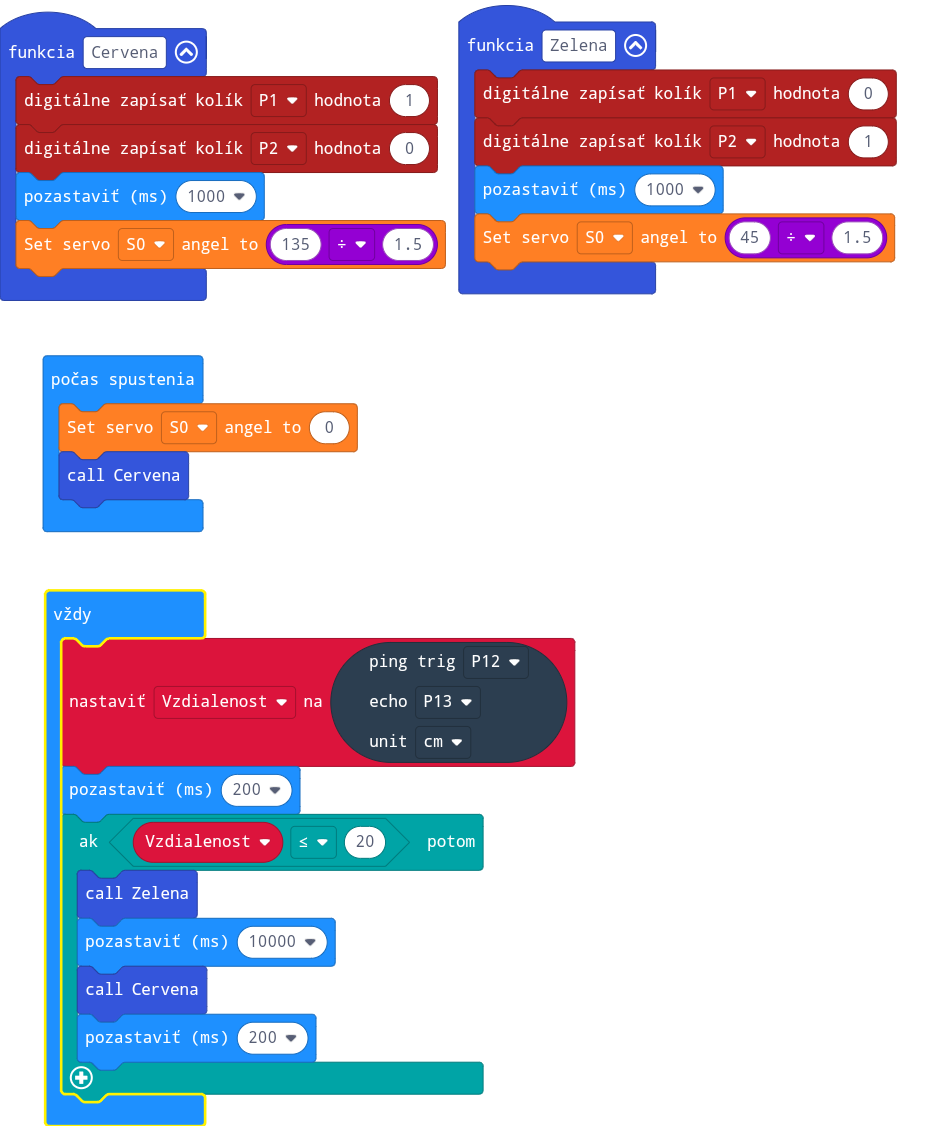 funkcia Cervena
digitálne zapísať kolík P1 hodnota 1
digitálne zapísať kolík P2 hodnota 0
pozastaviť (ms) 1000
Set servo S0 angel to 135 ÷ 1.5
funkcia Zelena
digitálne zapísať kolík P1 hodnota 0
digitálne zapísať kolík P2 hodnota 1
pozastaviť (ms) 1000
Set servo S0 angel to 45 ÷ 1.5
počas spustenia
Set servo S0 angel to 0
call Cervena
vždy
nastaviť Vzdialenost na
ping trig P12
echo P13
unit cm
pozastaviť (ms) 200
ak Vzdialenost ≤ 20 potom
call Zelena
pozastaviť (ms) 10000
call Cervena
pozastaviť (ms) 200